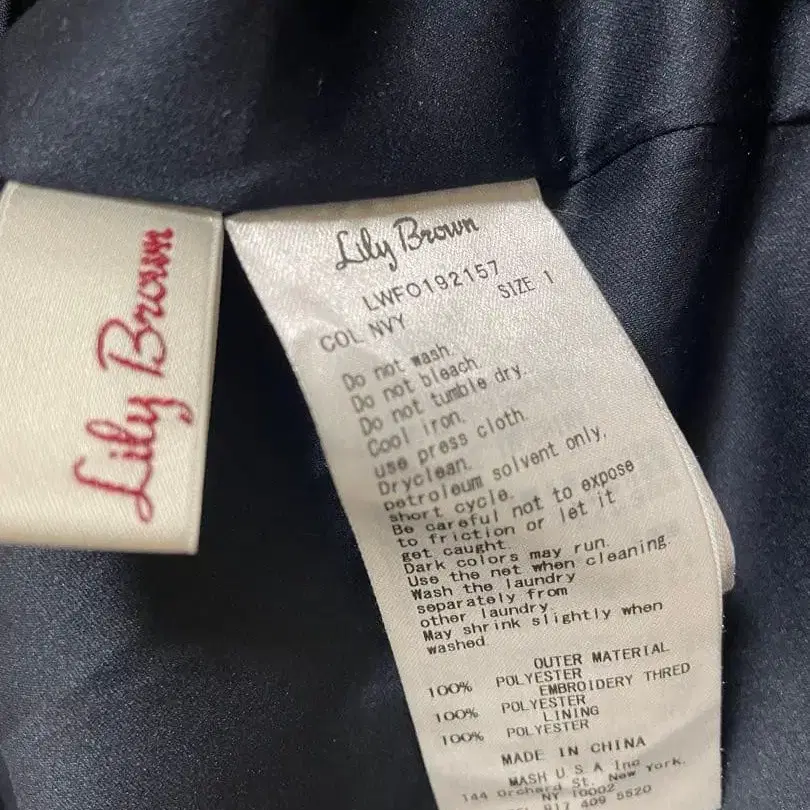 Lily Brown
Lily Brown
LWFO192157
SIZE 1
COL NVY
Do not wash.
Do not bleach
Do not tumble dry.
Cool iron.
use press cloth
Dryclean.
petroleum solvent only,
short cycle.
Be careful not to expose
to friction or let it
get caught.
Dark colors may run.
Use the net when cleaning.
Wash the laundry
separately from
other laundry.
May shrink slightly when
washed.
OUTER MATERIAL
100% POLYESTER
EMBROIDERY THRED
100% POLYESTER
LINING
100% POLYESTER
MADE IN CHINA
MASH U S A Inc
144 Orchard St. New York.
NY 10002
917 409 5520